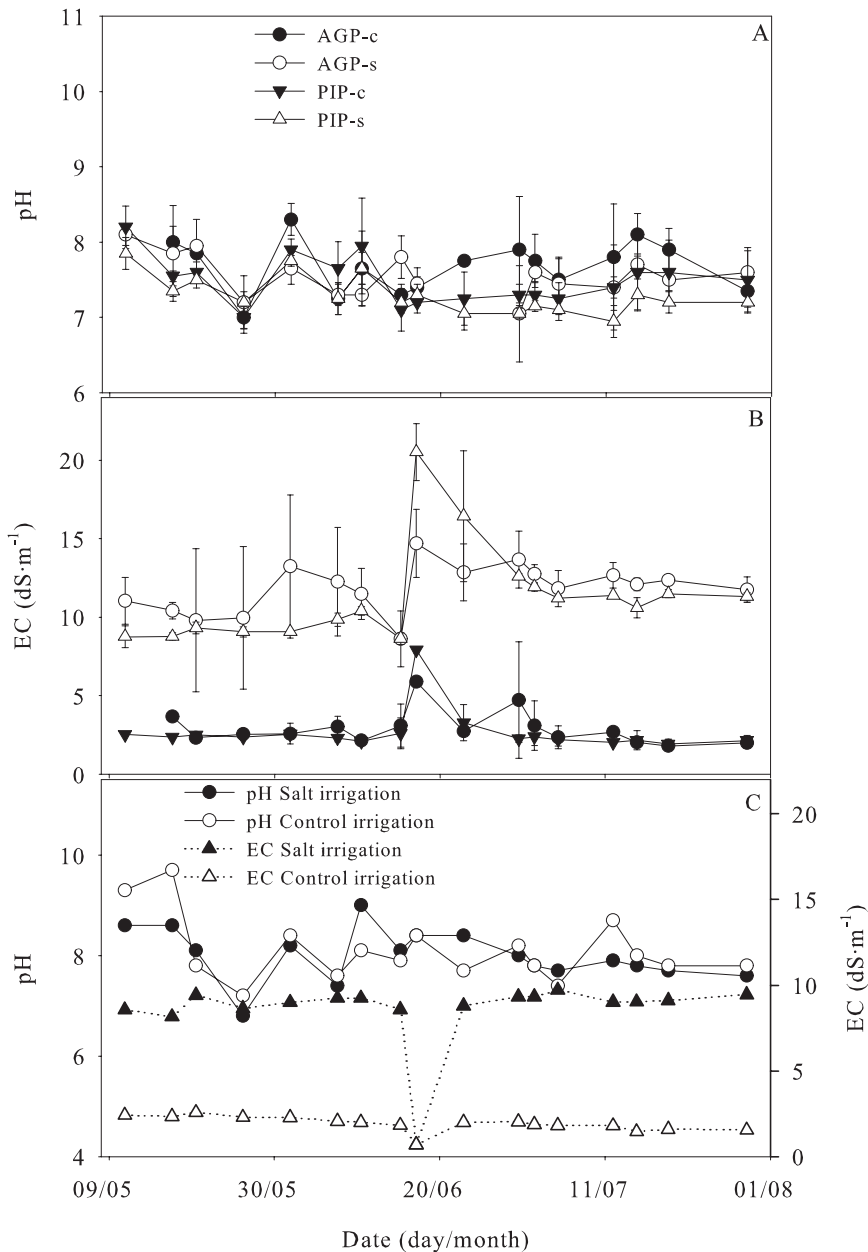 A
AGP-c
AGP-s
PIP-c
PIP-s
11
10
9
8
7
6
pH
B
20
15
10
5
0
EC (dS·m⁻¹)
C
pH Salt irrigation
pH Control irrigation
EC Salt irrigation
EC Control irrigation
10
8
6
4
pH
20
15
10
5
0
EC (dS·m⁻¹)
09/05 30/05 20/06 11/07 01/08
Date (day/month)